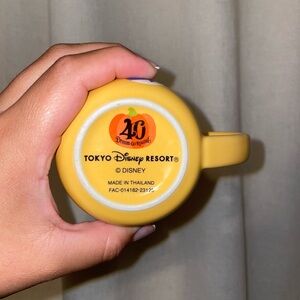 40
TOKYO Disney RESORT®
© DISNEY
MADE IN THAILAND